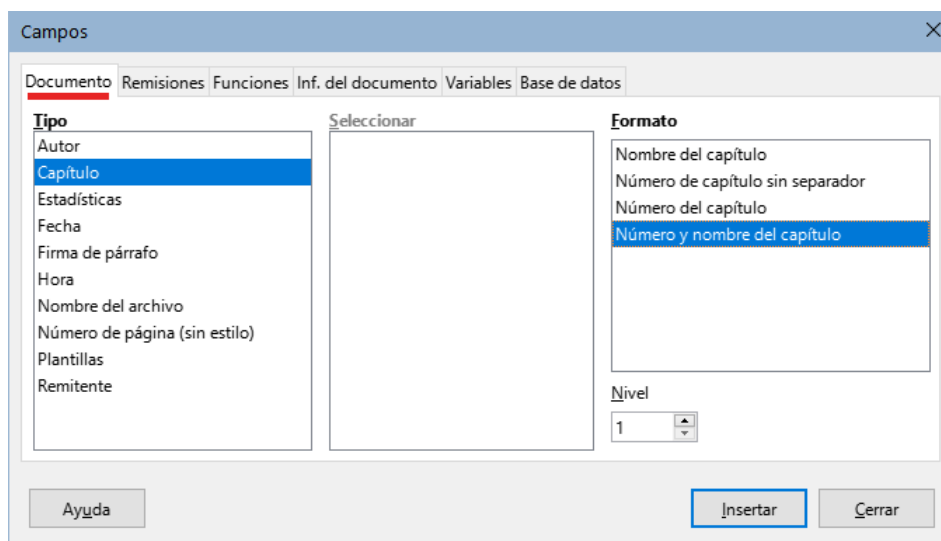 Campos
Documento Remisiones Funciones Inf. del documento Variables Base de datos
Tipo
Autor
Capítulo
Estadísticas
Fecha
Firma de párrafo
Hora
Nombre del archivo
Número de página (sin estilo)
Plantillas
Remitente
Seleccionar
Formato
Nombre del capítulo
Número de capítulo sin separador
Número del capítulo
Número y nombre del capítulo
Nivel
1
Ayuda
Insertar
Cerrar